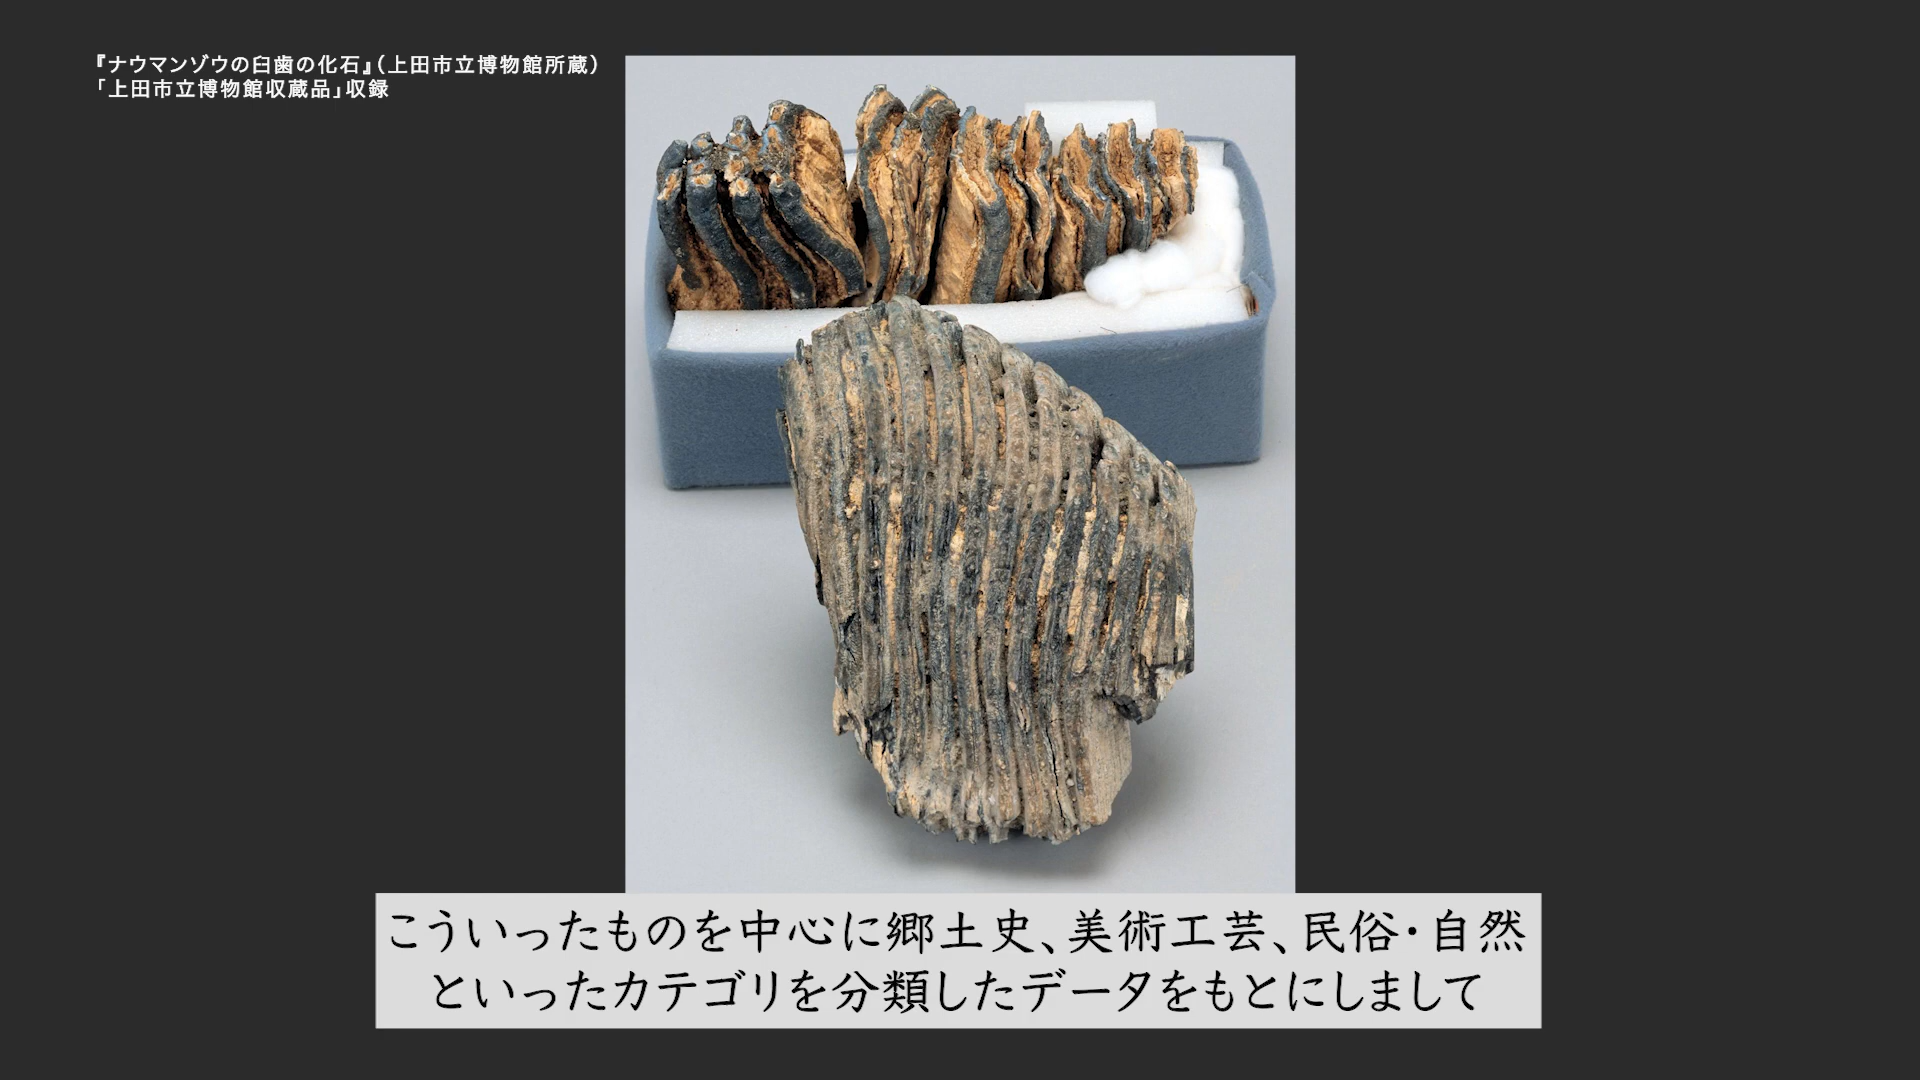 『ナウマンゾウの臼歯の化石』（上田市立博物館所蔵）
「上田市立博物館収蔵品」収録
こういったものを中心に郷土史、美術工芸、民俗・自然
といったカテゴリを分類したデータをもとにしまして